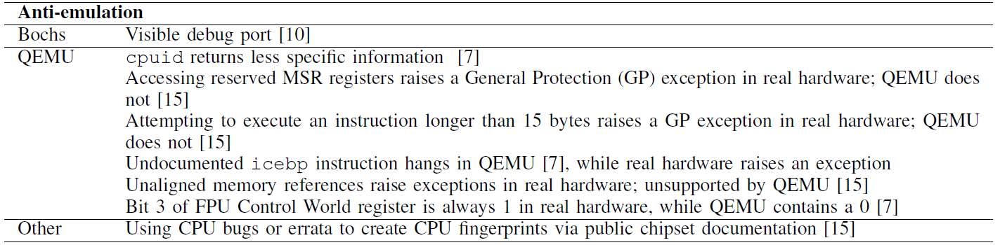 Anti-emulation
Bochs Visible debug port [10]
QEMU cpuid returns less specific information [7]
Accessing reserved MSR registers raises a General Protection (GP) exception in real hardware; QEMU does
not [15]
Attempting to execute an instruction longer than 15 bytes raises a GP exception in real hardware; QEMU
does not [15]
Undocumented icebp instruction hangs in QEMU [7], while real hardware raises an exception
Unaligned memory references raise exceptions in real hardware; unsupported by QEMU [15]
Bit 3 of FPU Control World register is always 1 in real hardware, while QEMU contains a 0 [7]
Other Using CPU bugs or errata to create CPU fingerprints via public chipset documentation [15]